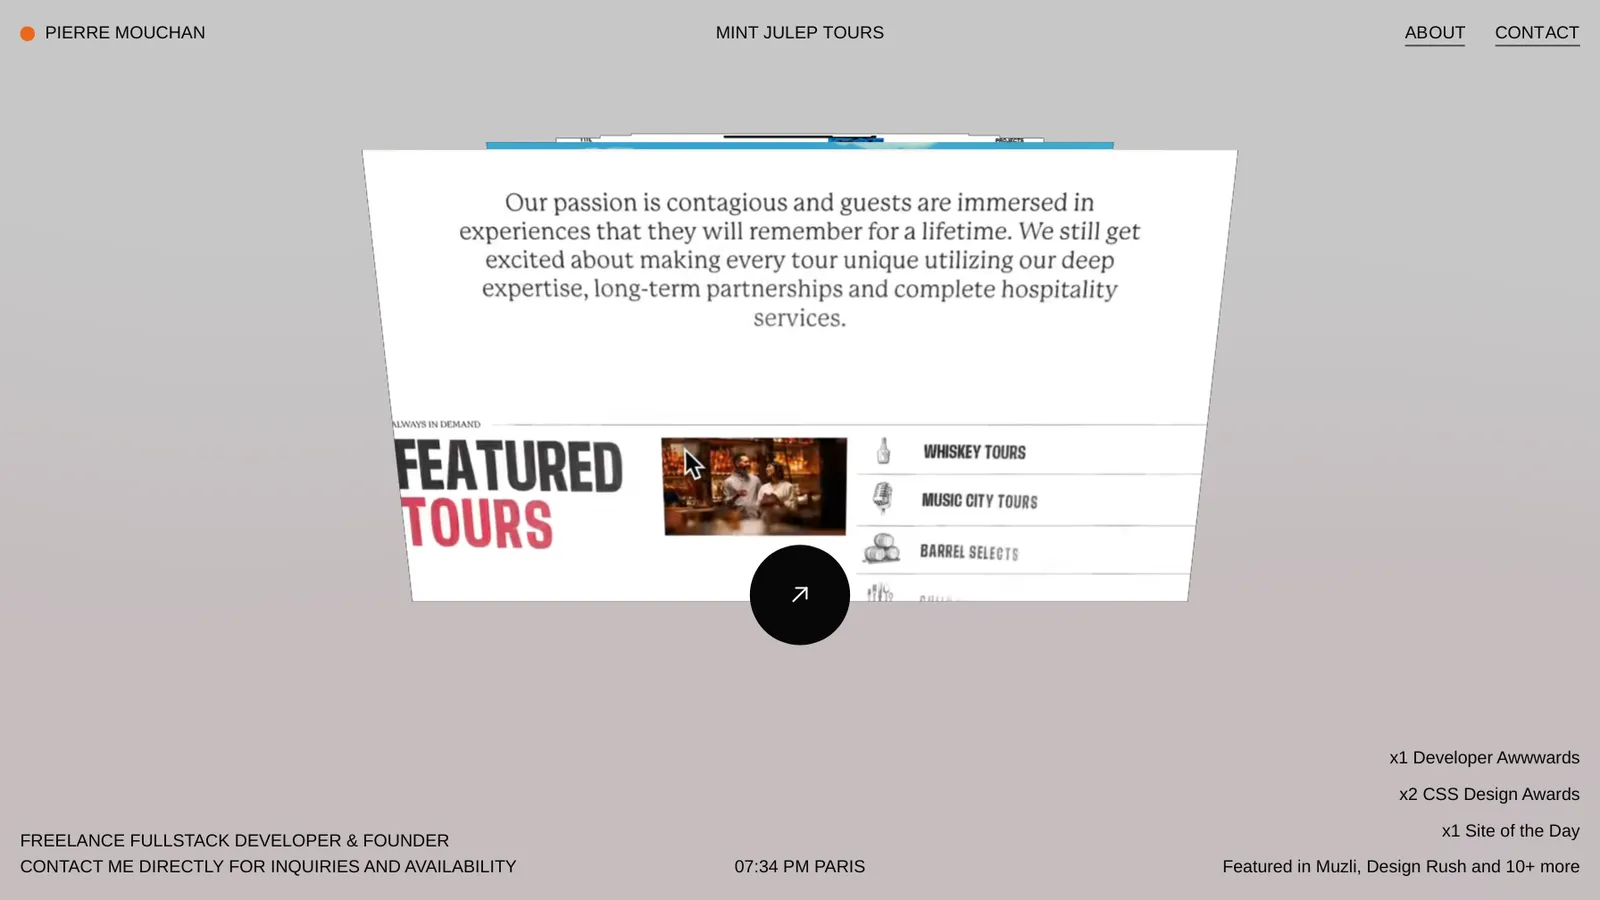 PIERRE MOUCHAN
MINT JULEP TOURS
ABOUT
CONTACT
PROJECTS
Our passion is contagious and guests are immersed in
experiences that they will remember for a lifetime. We still get
excited about making every tour unique utilizing our deep
expertise, long-term partnerships and complete hospitality
services.
ALWAYS IN DEMAND
FEATURED
TOURS
WHISKEY TOURS
MUSIC CITY TOURS
BARREL SELECTS
x1 Developer Awwwards
x2 CSS Design Awards
x1 Site of the Day
Featured in Muzli, Design Rush and 10+ more
FREELANCE FULLSTACK DEVELOPER & FOUNDER
CONTACT ME DIRECTLY FOR INQUIRIES AND AVAILABILITY
07:34 PM PARIS